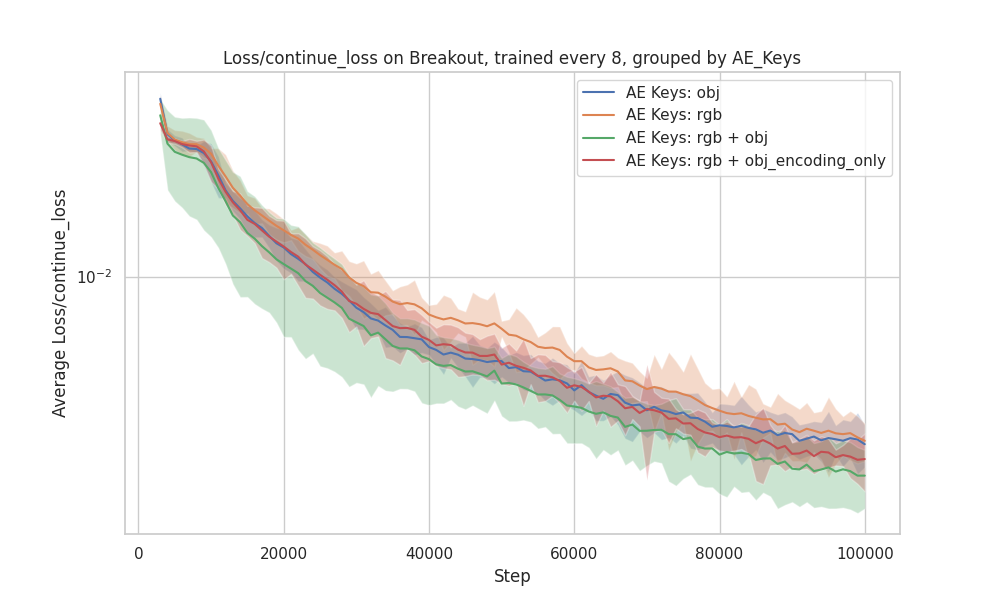 Loss/continue_loss on Breakout, trained every 8, grouped by AE_Keys
AE Keys: obj
AE Keys: rgb
AE Keys: rgb + obj
AE Keys: rgb + obj_encoding_only
Average Loss/continue_loss
10⁻²
0 20000 40000 60000 80000 100000
Step